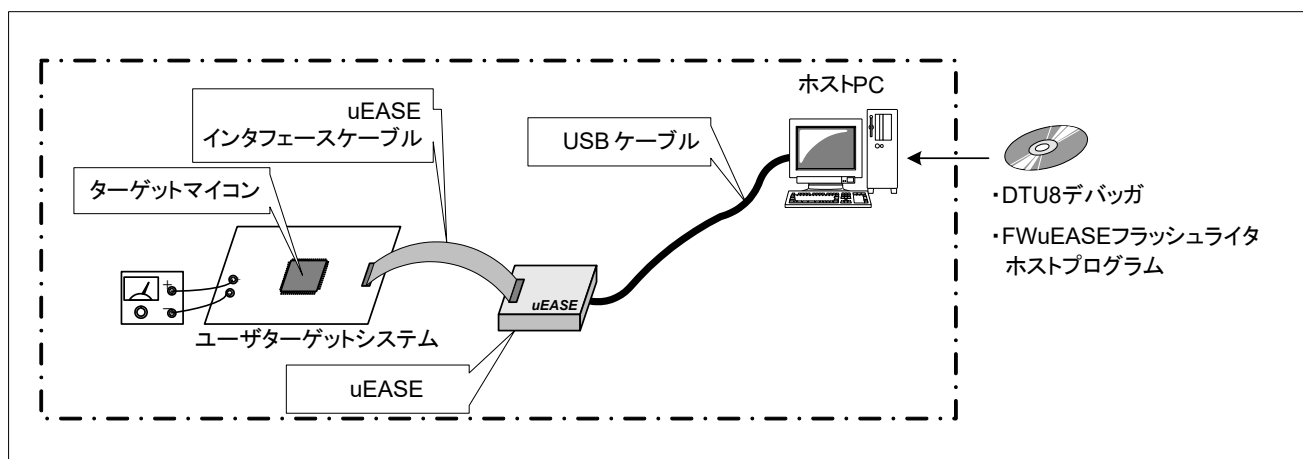 ホストPC
uEASE
インタフェースケーブル
USB ケーブル
ターゲットマイコン
・DTU8デバッガ
・FWuEASEフラッシュライタ
ホストプログラム
+
−
uEASE
ユーザターゲットシステム
uEASE